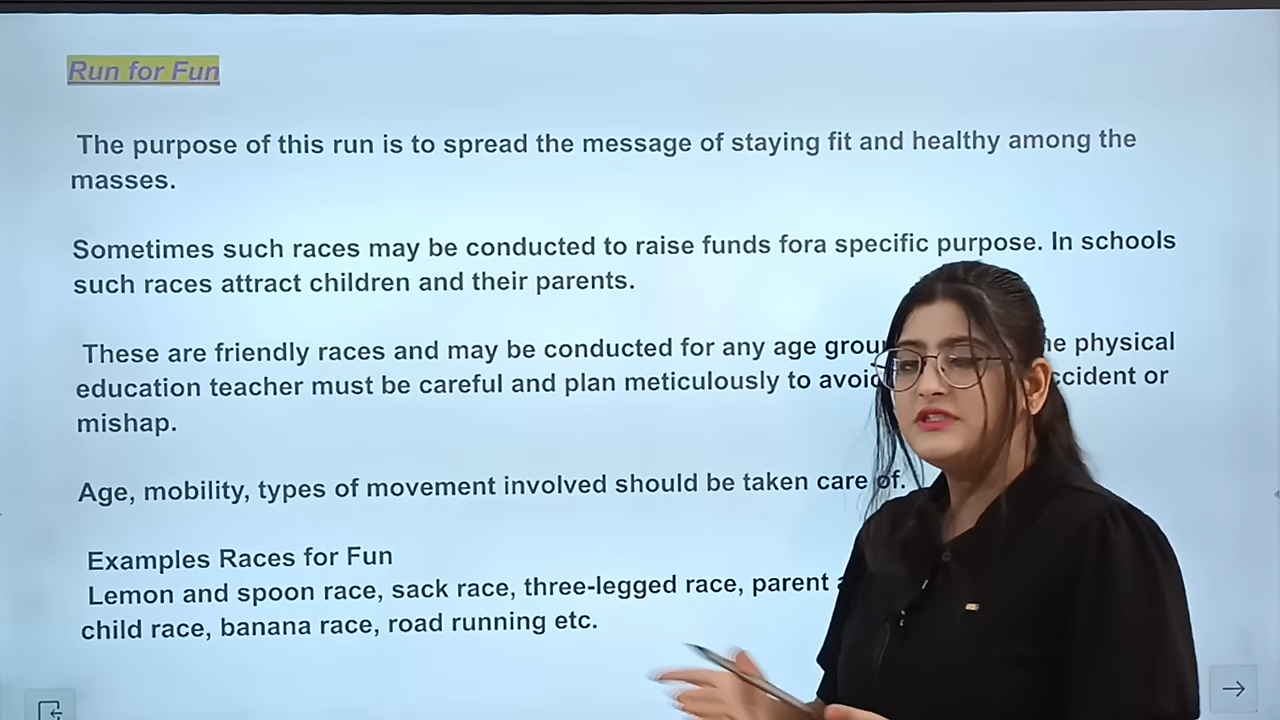 Run for Fun
The purpose of this run is to spread the message of staying fit and healthy among the
masses.
Sometimes such races may be conducted to raise funds fora specific purpose. In schools
such races attract children and their parents.
These are friendly races and may be conducted for any age physical
education teacher must be careful and plan meticulously to or
mishap.
Age, mobility, types of movement involved should be taken care of.
Examples Races for Fun
Lemon and spoon race, sack race, three-legged race, parent
child race, banana race, road running etc.